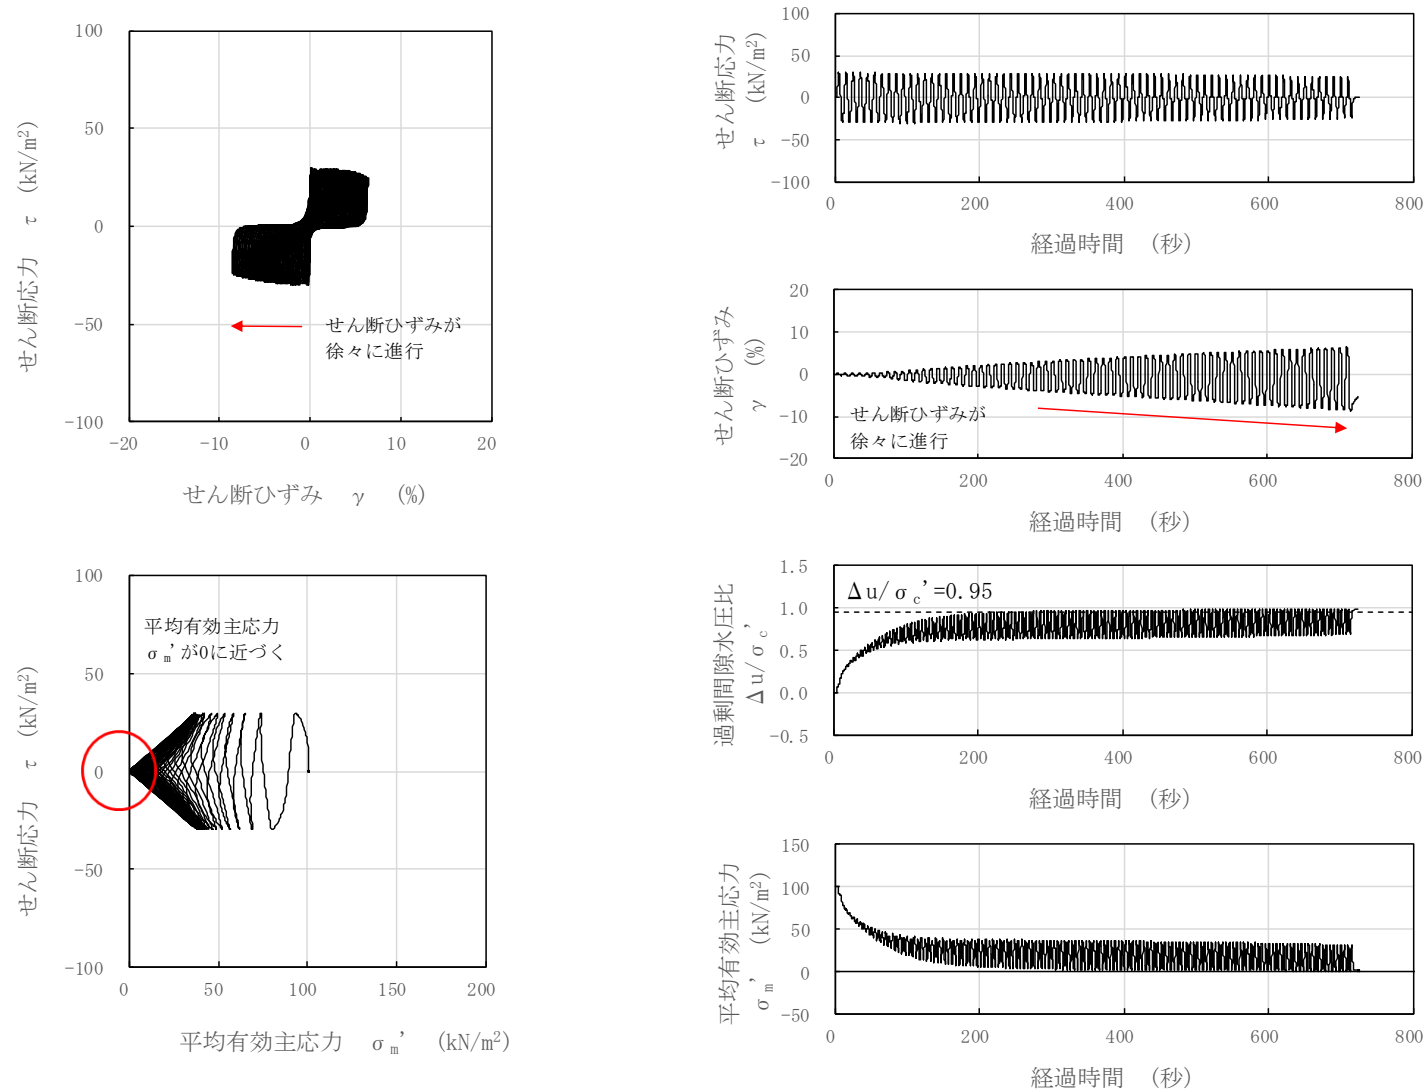 100
50
0
-50
-100
-20
-10
0
10
20
せん断応力 τ (kN/m²)
せん断ひずみ γ (%)
せん断ひずみが
徐々に進行
100
50
0
-50
-100
0
50
100
150
200
せん断応力 τ (kN/m²)
平均有効主応力 σm' (kN/m²)
平均有効主応力
σm'が0に近づく
100
50
0
-50
-100
0
200
400
600
800
せん断応力
τ (kN/m²)
経過時間 (秒)
20
10
0
-10
-20
0
200
400
600
800
せん断ひずみ
γ (%)
経過時間 (秒)
せん断ひずみが
徐々に進行
1.5
1.0
0.5
0.0
-0.5
0
200
400
600
800
過剰間隙水圧比
Δu/σc'
経過時間 (秒)
Δu/σc'=0.95
150
100
50
0
-50
0
200
400
600
800
平均有効主応力
σm' (kN/m²)
経過時間 (秒)